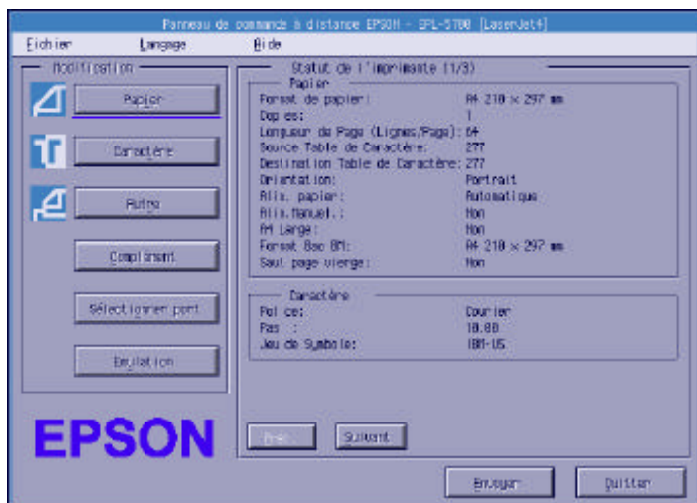 Panneau de commande à distance EPSON - EPL-5700 [LaserJet4]
Fichier Langage Aide
Modification
Papier
Caractère
Autre
Complément
Sélectionner port
Emulation
EPSON
Statut de l'imprimante (1/3)
Papier
Format de papier: A4 210 × 297 mm
Copies: 1
Longueur de Page (Lignes/Page): 64
Source Table de Caractère: 277
Destination Table de Caractère: 277
Orientation: Portrait
Alim. papier: Automatique
Alim.Manuel.: Non
A4 Large: Non
Format Bac BM: A4 210 × 297 mm
Saut page vierge: Non
Caractère
Police: Courier
Pas : 10.00
Jeu de Symbole: IBM-US
Suivant
Envoyer Quitter